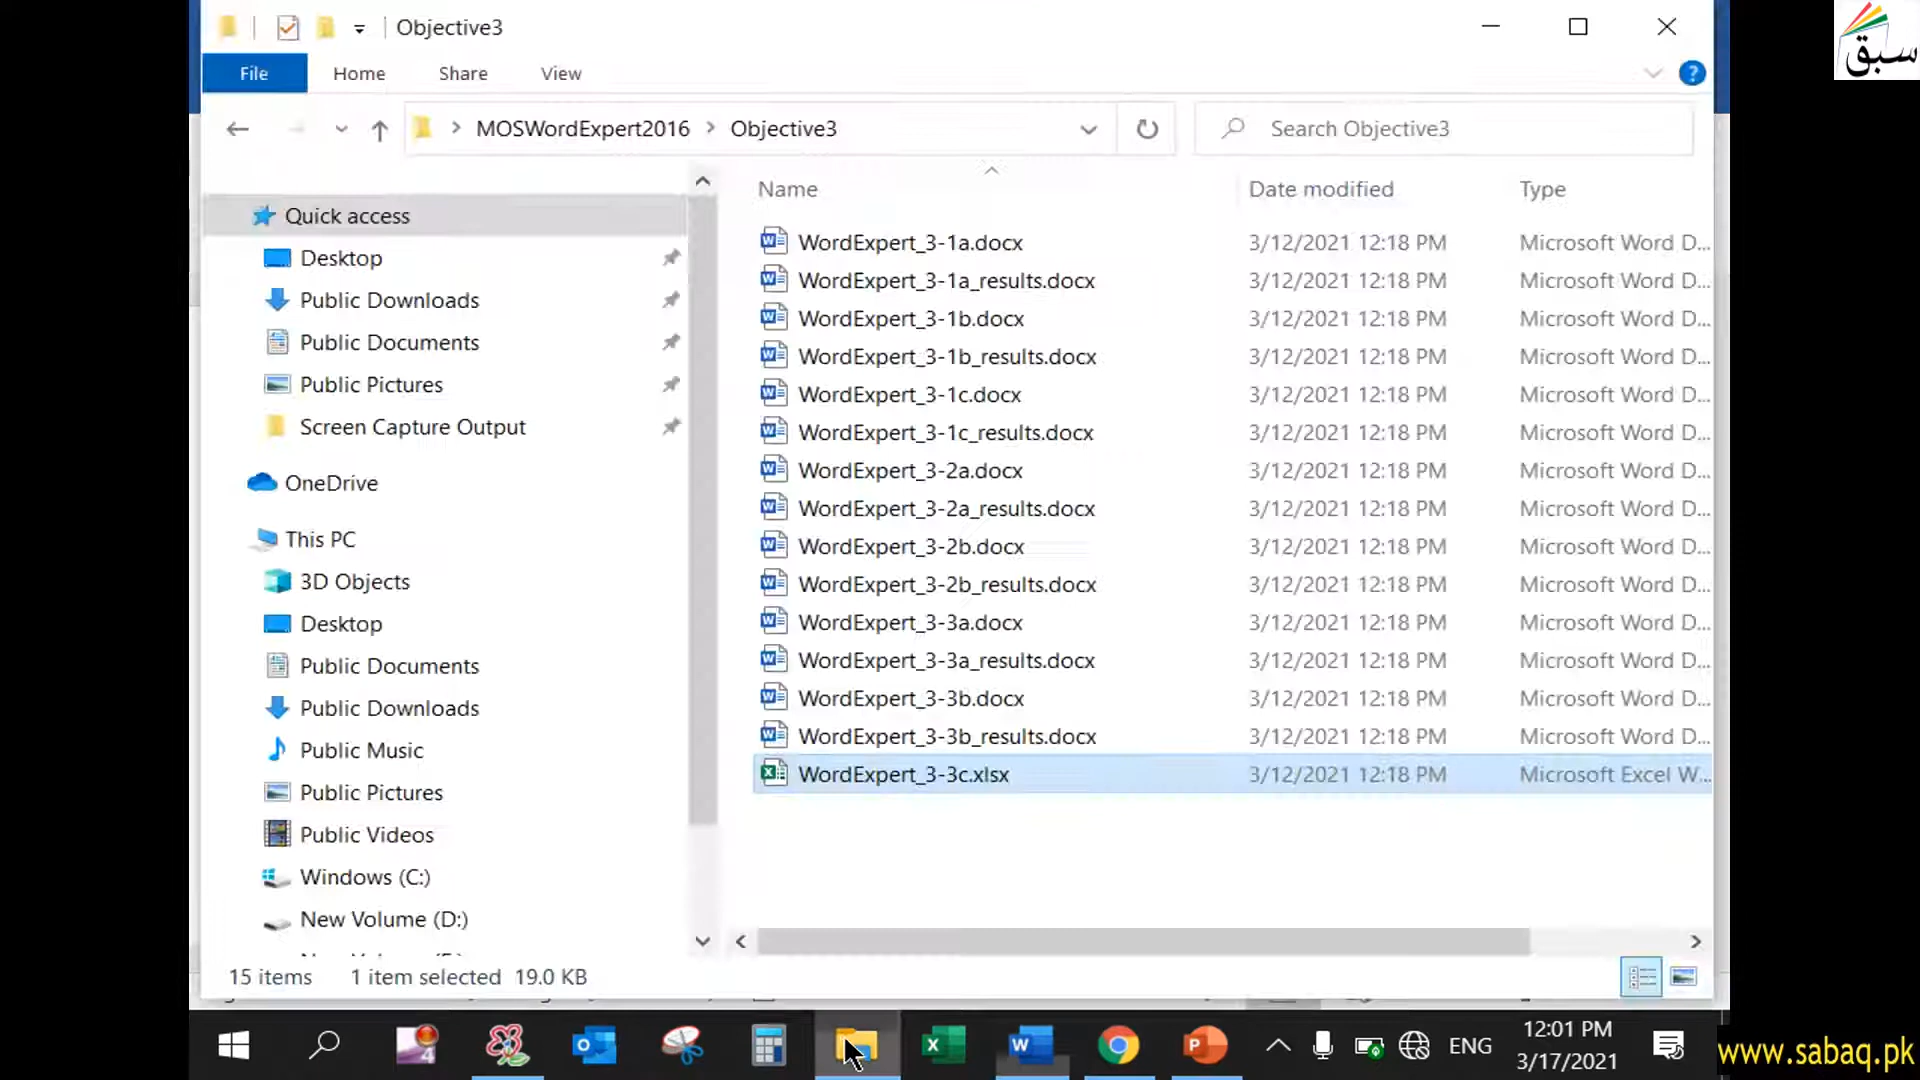 Objective3
سبق
File Home Share View
MOSWordExpert2016 > Objective3
Search Objective3
Name Date modified Type
Quick access
Desktop
Public Downloads
Public Documents
Public Pictures
Screen Capture Output
OneDrive
This PC
3D Objects
Desktop
Public Documents
Public Downloads
Public Music
Public Pictures
Public Videos
Windows (C:)
New Volume (D:)
WordExpert_3-1a.docx 3/12/2021 12:18 PM Microsoft Word D...
WordExpert_3-1a_results.docx 3/12/2021 12:18 PM Microsoft Word D...
WordExpert_3-1b.docx 3/12/2021 12:18 PM Microsoft Word D...
WordExpert_3-1b_results.docx 3/12/2021 12:18 PM Microsoft Word D...
WordExpert_3-1c.docx 3/12/2021 12:18 PM Microsoft Word D...
WordExpert_3-1c_results.docx 3/12/2021 12:18 PM Microsoft Word D...
WordExpert_3-2a.docx 3/12/2021 12:18 PM Microsoft Word D...
WordExpert_3-2a_results.docx 3/12/2021 12:18 PM Microsoft Word D...
WordExpert_3-2b.docx 3/12/2021 12:18 PM Microsoft Word D...
WordExpert_3-2b_results.docx 3/12/2021 12:18 PM Microsoft Word D...
WordExpert_3-3a.docx 3/12/2021 12:18 PM Microsoft Word D...
WordExpert_3-3a_results.docx 3/12/2021 12:18 PM Microsoft Word D...
WordExpert_3-3b.docx 3/12/2021 12:18 PM Microsoft Word D...
WordExpert_3-3b_results.docx 3/12/2021 12:18 PM Microsoft Word D...
WordExpert_3-3c.xlsx 3/12/2021 12:18 PM Microsoft Excel W...
15 items 1 item selected 19.0 KB
ENG
12:01 PM
3/17/2021
www.sabaq.pk